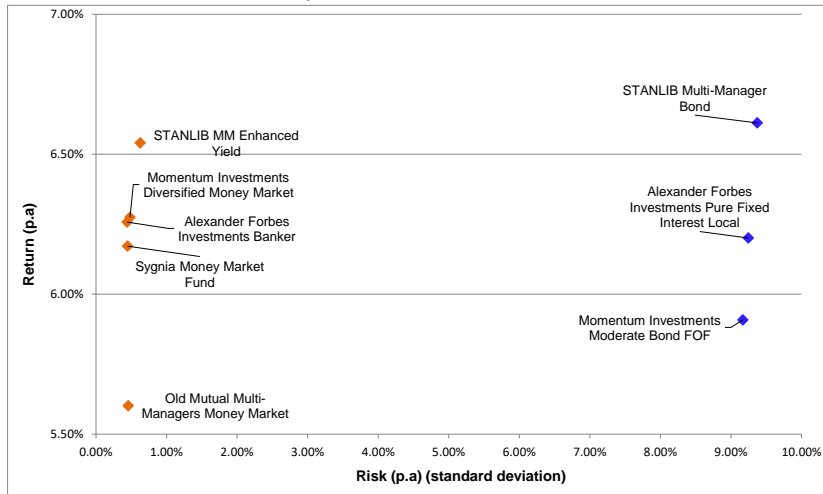 7.00%
STANLIB Multi-Manager
Bond
STANLIB MM Enhanced
Yield
6.50%
Momentum Investments
Diversified Money Market
Alexander Forbes
Investments Pure Fixed
Interest Local
Alexander Forbes
Investments Banker
Return (p.a)
Sygnia Money Market
Fund
6.00%
Momentum Investments
Moderate Bond FOF
Old Mutual Multi-
Managers Money Market
5.50%
0.00% 1.00% 2.00% 3.00% 4.00% 5.00% 6.00% 7.00% 8.00% 9.00% 10.00%
Risk (p.a) (standard deviation)